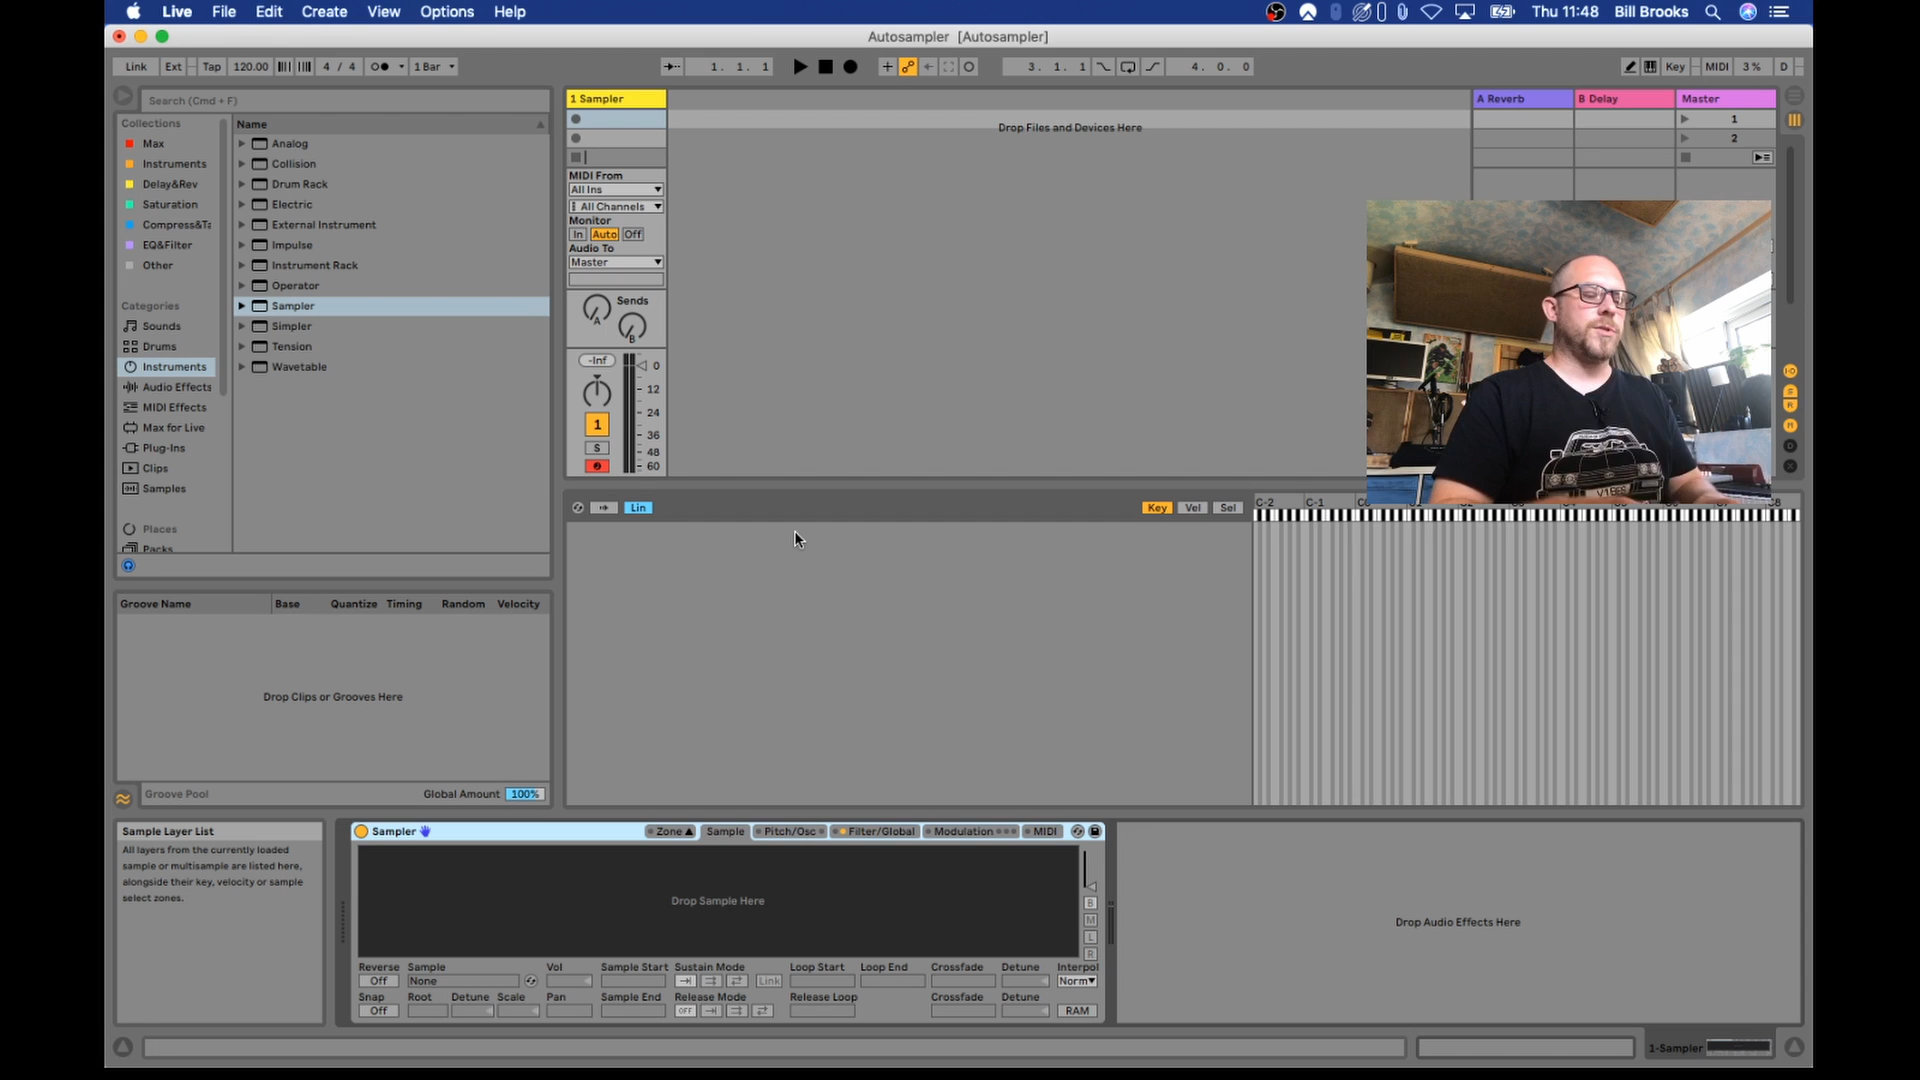 Live File Edit Create View Options Help
Thu 11:48 Bill Brooks
Autosampler [Autosampler]
Link Ext Tap 120.00 4 / 4 1 Bar
1. 1. 1
3. 1. 1
4. 0. 0
Key MIDI 3 % D
Search (Cmd + F)
Collections
Max
Instruments
Delay&Rev
Saturation
Compress&Ta
EQ&Filter
Other
Categories
Sounds
Drums
Instruments
Audio Effects
MIDI Effects
Max for Live
Plug-Ins
Clips
Samples
Places
Packs
Name
Analog
Collision
Drum Rack
Electric
External Instrument
Impulse
Instrument Rack
Operator
Sampler
Simpler
Tension
Wavetable
1 Sampler
Drop Files and Devices Here
A Reverb
B Delay
Master
1
2
MIDI From
All Ins
All Channels
Monitor
In Auto Off
Audio To
Master
Sends
A
B
-Inf
0
12
24
36
48
60
1
S
Lin
Key Vel Sel
C-2 C-1
Groove Name Base Quantize Timing Random Velocity
Drop Clips or Grooves Here
Groove Pool
Global Amount 100%
Sample Layer List
All layers from the currently loaded
sample or multisample are listed here,
alongside their key, velocity or sample
select zones.
Sampler Zone Sample Pitch/Osc Filter/Global Modulation MIDI
Drop Sample Here
B
M
L
R
Reverse Sample Vol Sample Start Sustain Mode Loop Start Loop End Crossfade Detune Interpol
Off None Link Norm
Snap Root Detune Scale Pan Sample End Release Mode Release Loop Crossfade Detune
Off OFF RAM
Drop Audio Effects Here
1-Sampler